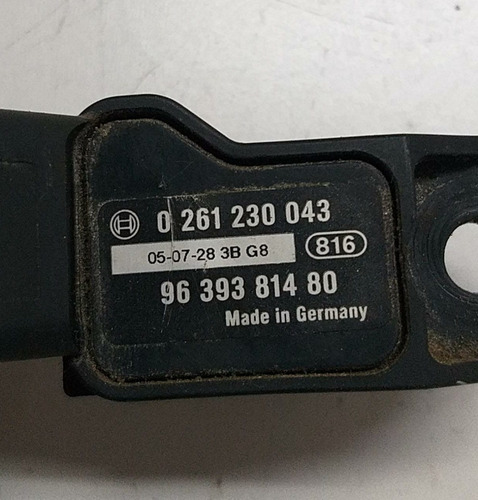 0 261 230 043
05-07-28 3B G8 816
96 393 814 80
Made in Germany